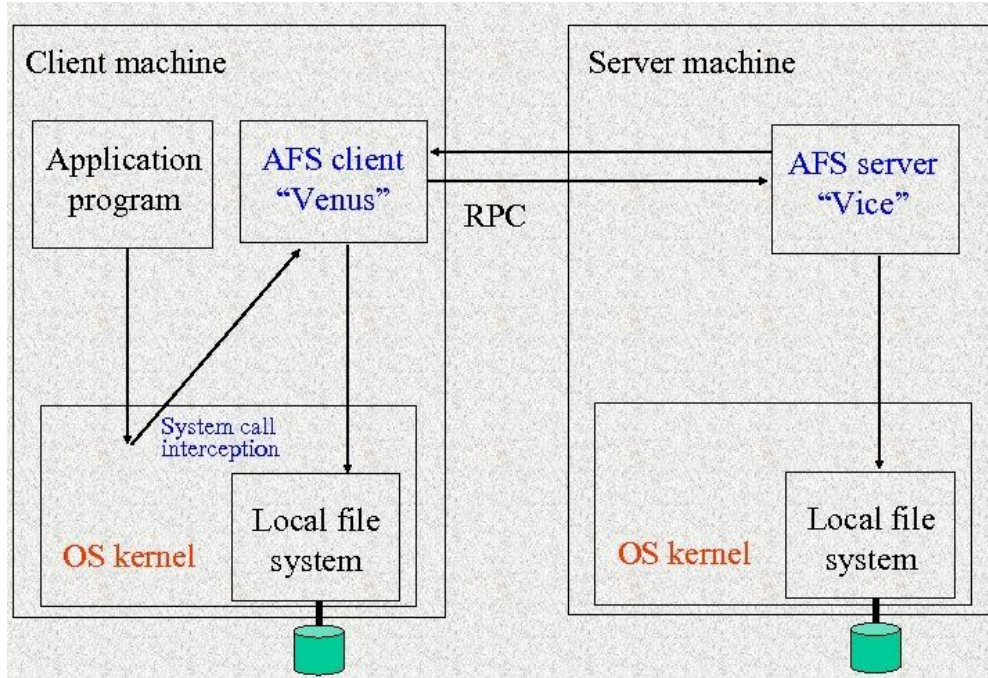 Client machine
Application
program
AFS client
“Venus”
System call
interception
OS kernel
Local file
system
RPC
Server machine
AFS server
“Vice”
OS kernel
Local file
system